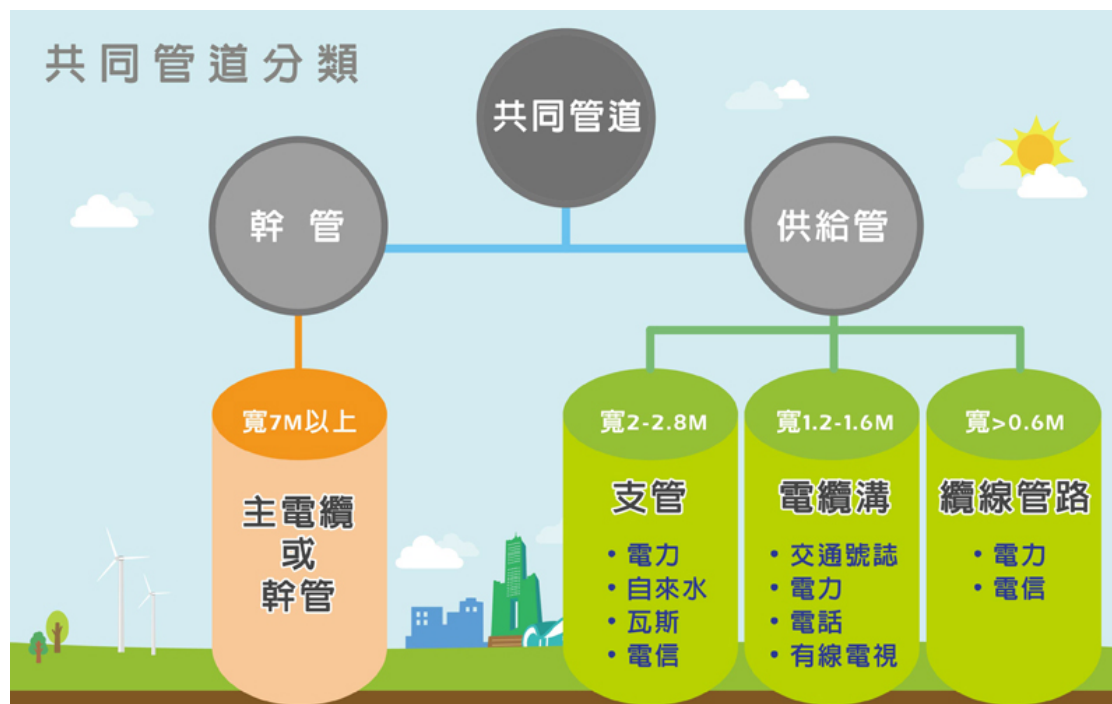 共同管道分類
共同管道
幹管
供給管
寬7M以上
主電纜
或
幹管
寬2-2.8M
支管
•電力
•自來水
•瓦斯
•電信
寬1.2-1.6M
電纜溝
•交通號誌
•電力
•電話
•有線電視
寬>0.6M
纜線管路
•電力
•電信